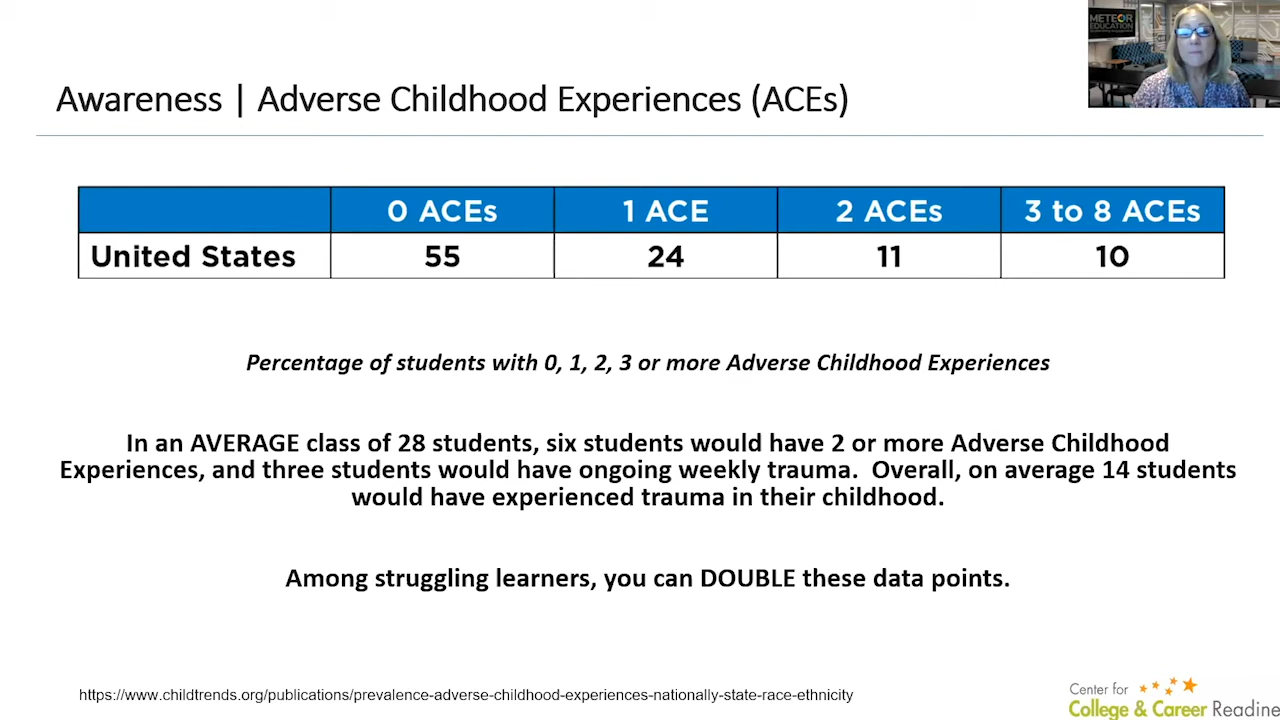 METEOR
EDUCATION
Awareness | Adverse Childhood Experiences (ACEs)
0 ACEs 1 ACE 2 ACEs 3 to 8 ACEs
United States 55 24 11 10
Percentage of students with 0, 1, 2, 3 or more Adverse Childhood Experiences
In an AVERAGE class of 28 students, six students would have 2 or more Adverse Childhood
Experiences, and three students would have ongoing weekly trauma. Overall, on average 14 students
would have experienced trauma in their childhood.
Among struggling learners, you can DOUBLE these data points.
https://www.childtrends.org/publications/prevalence-adverse-childhood-experiences-nationally-state-race-ethnicity
Center for
College & Career Readine